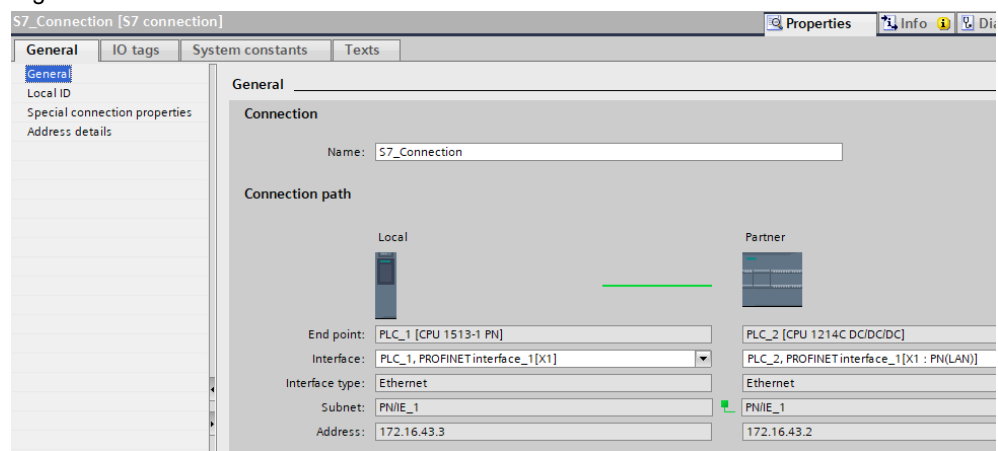 S7_Connection [S7 connection]
Properties Info Dia
General IO tags System constants Texts
General
Local ID
Special connection properties
Address details
General
Connection
Name: S7_Connection
Connection path
Local Partner
End point: PLC_1 [CPU 1513-1 PN] PLC_2 [CPU 1214C DC/DC/DC]
Interface: PLC_1, PROFINET interface_1[X1] PLC_2, PROFINET interface_1[X1 : PN(LAN)]
Interface type: Ethernet Ethernet
Subnet: PN/IE_1 PN/IE_1
Address: 172.16.43.3 172.16.43.2